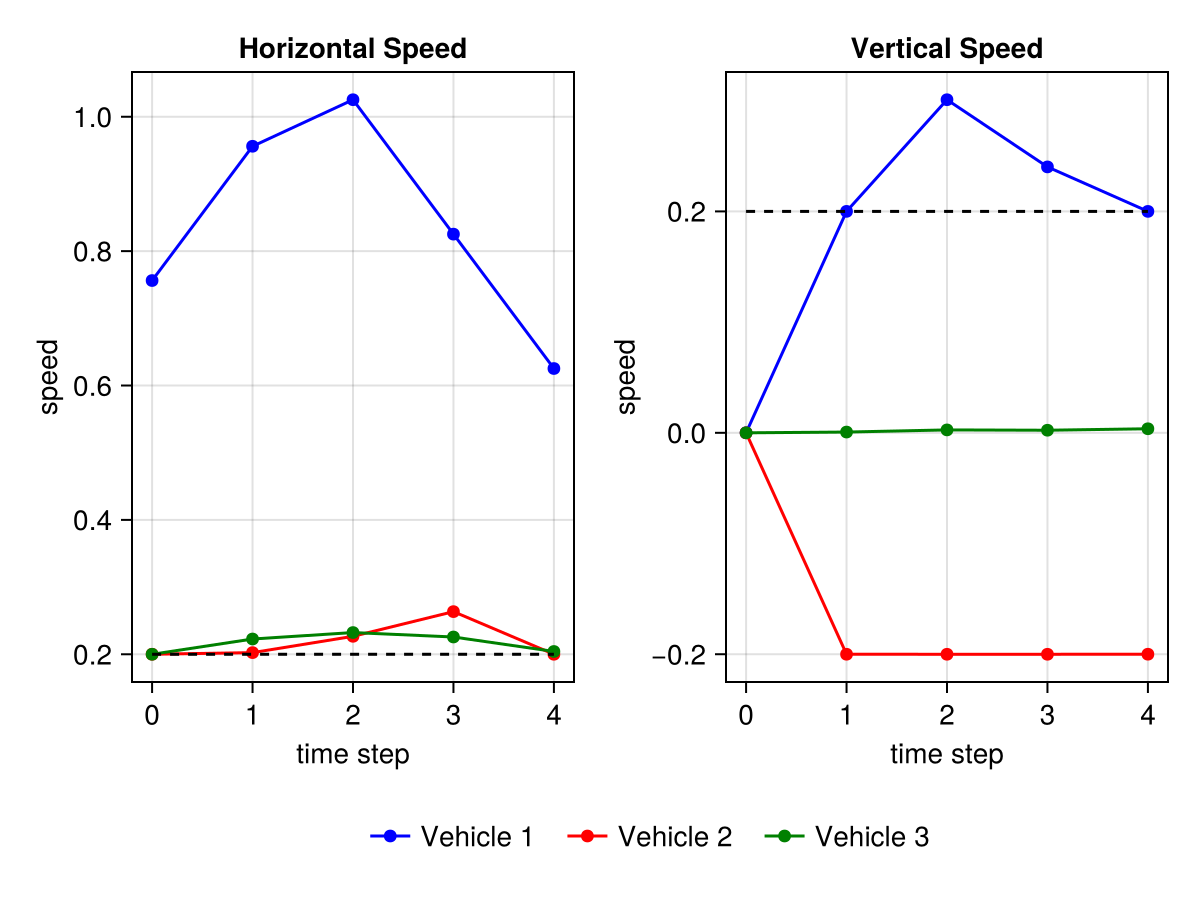 Horizontal Speed
1.0
0.8
0.6
0.4
0.2
speed
0 1 2 3 4
time step
Vertical Speed
0.2
0.0
−0.2
speed
0 1 2 3 4
time step
Vehicle 1 Vehicle 2 Vehicle 3